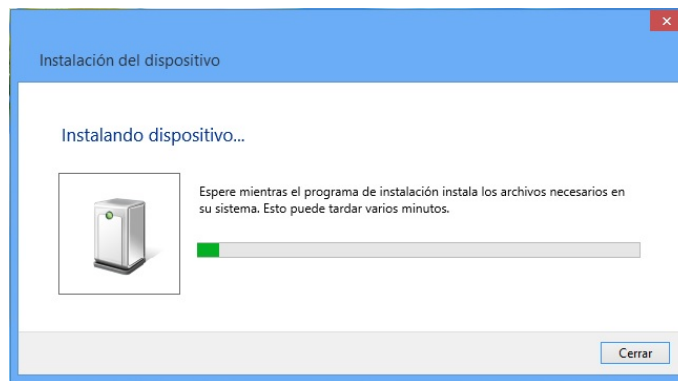 Instalación del dispositivo
Instalando dispositivo...
Espere mientras el programa de instalación instala los archivos necesarios en
su sistema. Esto puede tardar varios minutos.
Cerrar